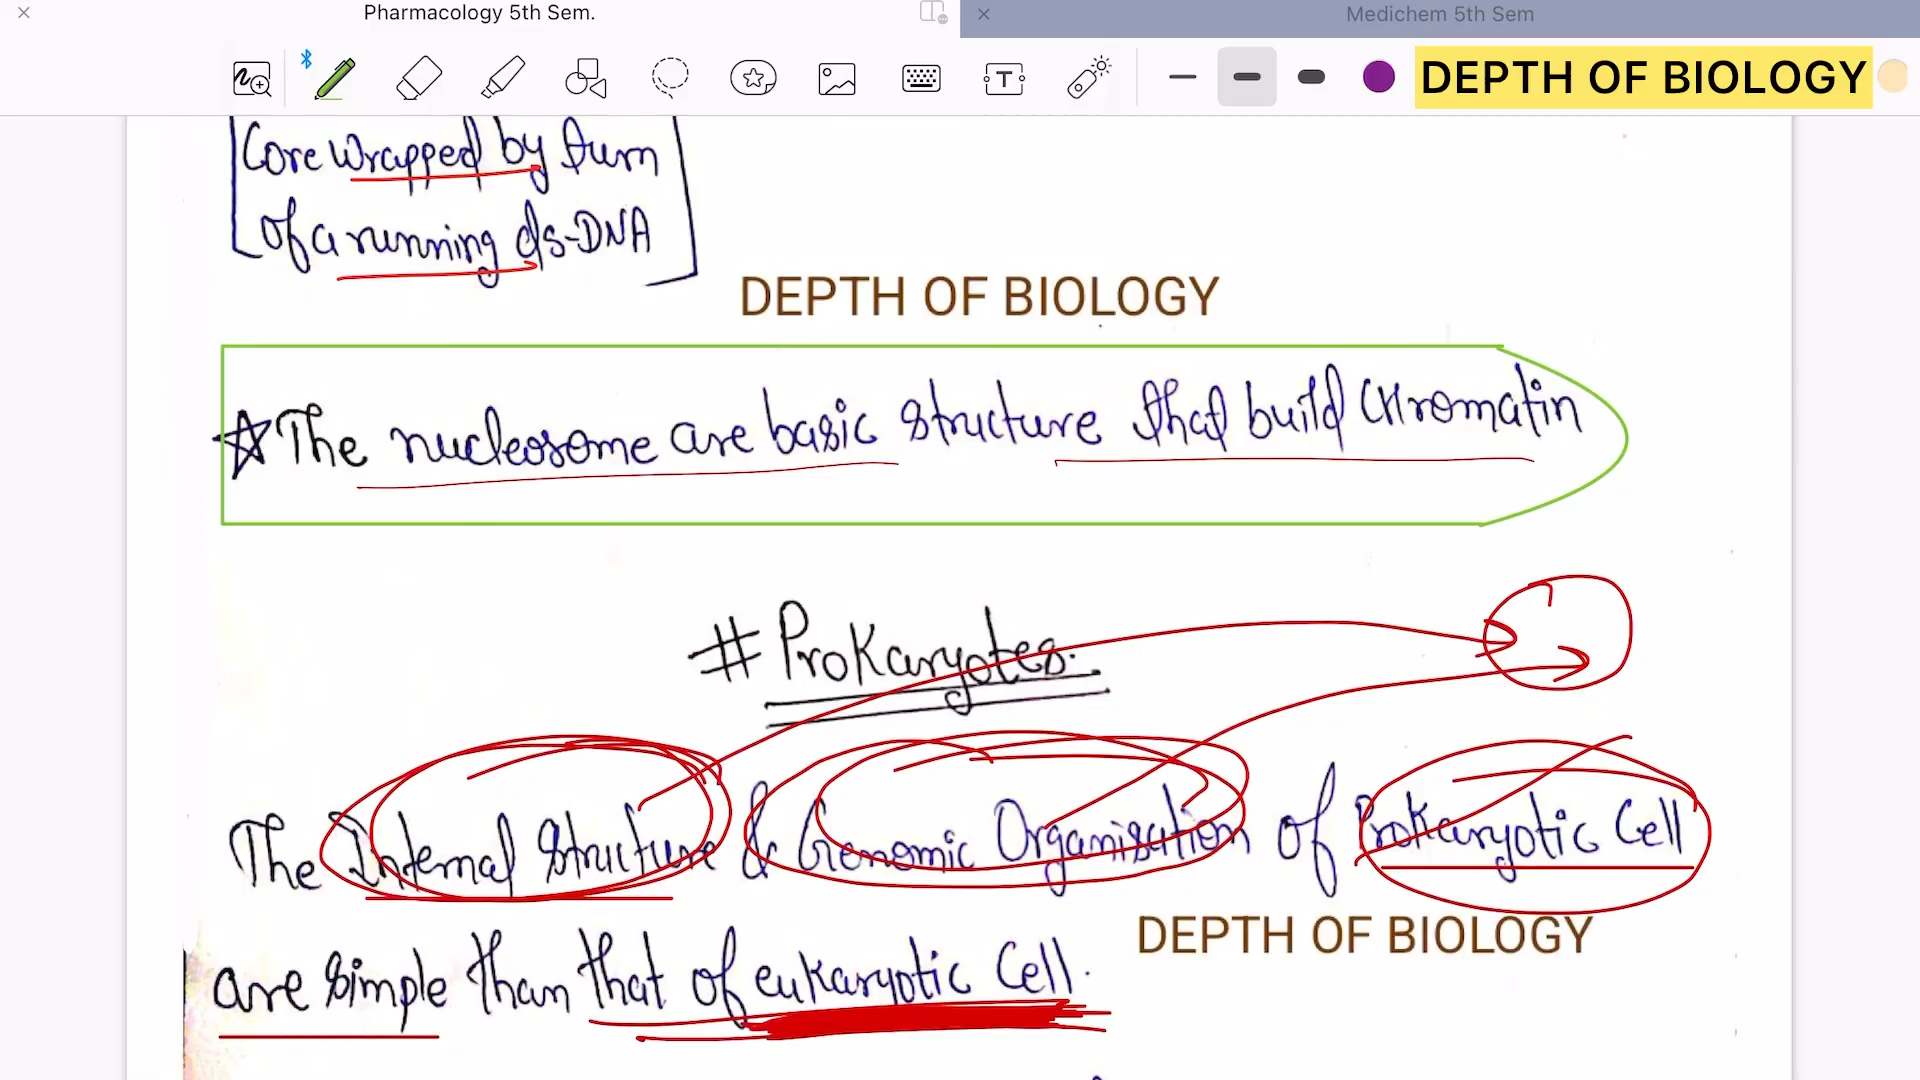 Pharmacology 5th Sem.
Medichem 5th Sem
DEPTH OF BIOLOGY
Core wrapped by turn
of a running ds-DNA
DEPTH OF BIOLOGY
☆ The nucleosome are basic structure that build Chromatin
# Prokaryotes.
The Internal Structure & Genomic Organisation of Prokaryotic Cell
DEPTH OF BIOLOGY
are simple than that of eukaryotic Cell.